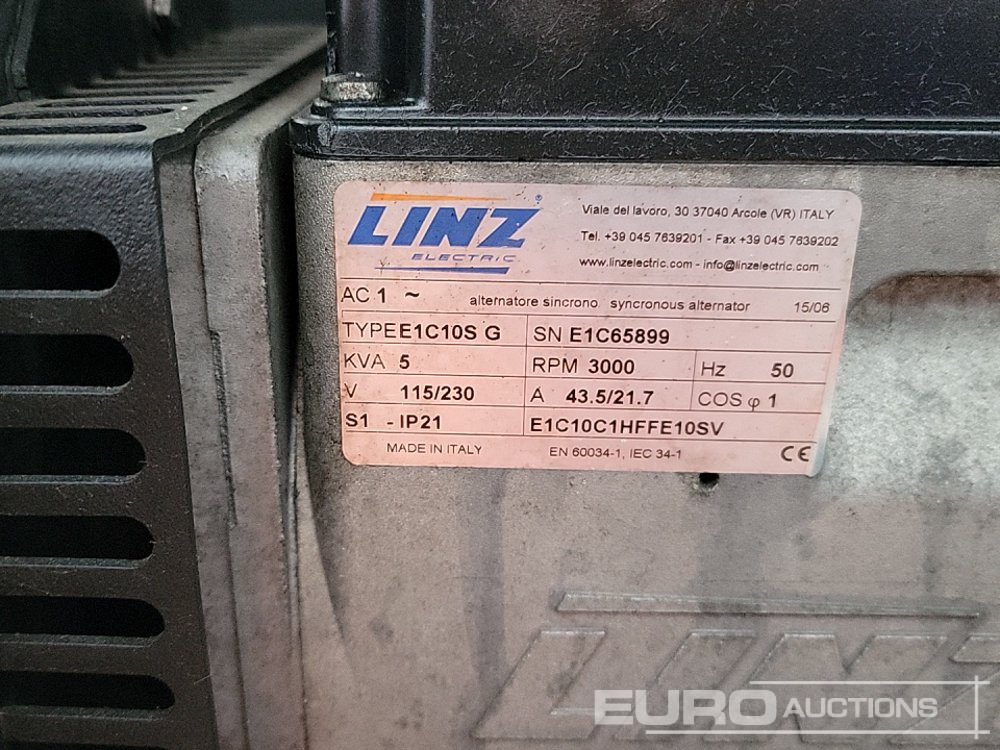 LINZ ®
ELECTRIC
Viale del lavoro, 30 37040 Arcole (VR) ITALY
Tel. +39 045 7639201 - Fax +39 045 7639202
www.linzelectric.com - info@linzelectric.com
AC 1 ~ alternatore sincrono syncronous alternator 15/06
TYPE E1C10S G SN E1C65899
KVA 5 RPM 3000 Hz 50
V 115/230 A 43.5/21.7 COS φ 1
S1 - IP21 E1C10C1HFFE10SV
MADE IN ITALY EN 60034-1, IEC 34-1 CE
LINZ
EURO AUCTIONS